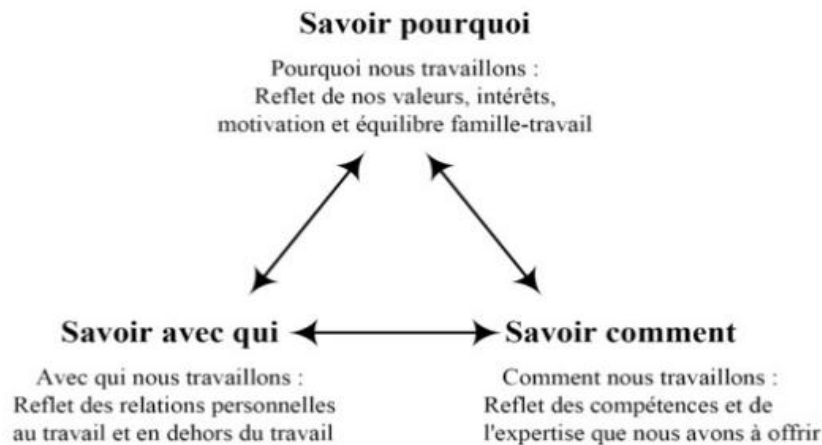 Savoir pourquoi
Pourquoi nous travaillons :
Reflet de nos valeurs, intérêts,
motivation et équilibre famille-travail
Savoir avec qui
Avec qui nous travaillons :
Reflet des relations personnelles
au travail et en dehors du travail
Savoir comment
Comment nous travaillons :
Reflet des compétences et de
l'expertise que nous avons à offrir